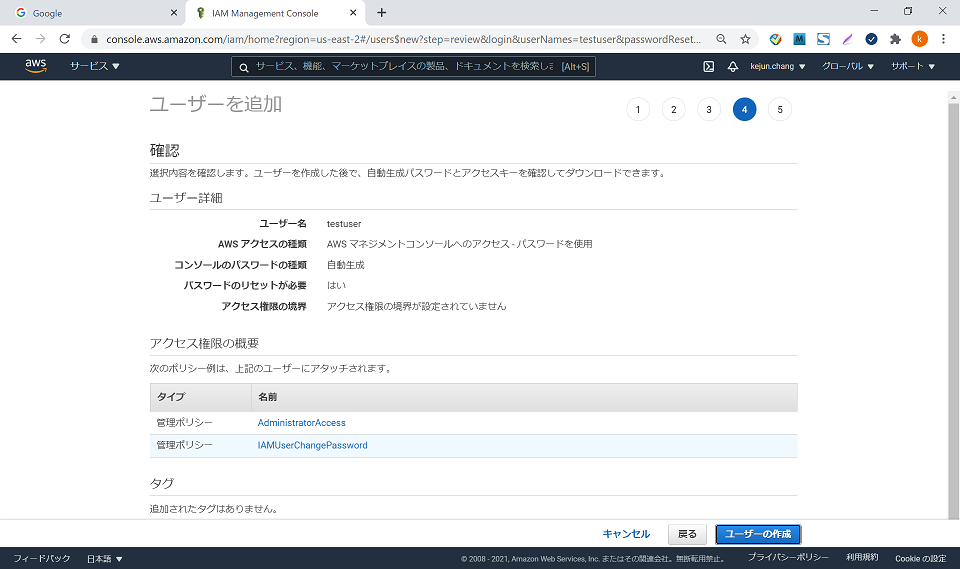 Google
IAM Management Console
console.aws.amazon.com/iam/home?region=us-east-2#/users$new?step=review&login&userNames=testuser&passwordReset...
k
aws
サービス
サービス、機能、マーケットプレイスの製品、ドキュメントを検索しま [Alt+S]
kejun.chang
グローバル
サポート
ユーザーを追加
1 2 3 4 5
確認
選択内容を確認します。ユーザーを作成した後で、自動生成パスワードとアクセスキーを確認してダウンロードできます。
ユーザー詳細
ユーザー名 testuser
AWS アクセスの種類 AWS マネジメントコンソールへのアクセス - パスワードを使用
コンソールのパスワードの種類 自動生成
パスワードのリセットが必要 はい
アクセス権限の境界 アクセス権限の境界が設定されていません
アクセス権限の概要
次のポリシー例は、上記のユーザーにアタッチされます。
タイプ 名前
管理ポリシー AdministratorAccess
管理ポリシー IAMUserChangePassword
タグ
追加されたタグはありません。
キャンセル 戻る ユーザーの作成
フィードバック 日本語 © 2008 - 2021, Amazon Web Services, Inc. またはその関連会社。無断転用禁止。 プライバシーポリシー 利用規約 Cookie の設定